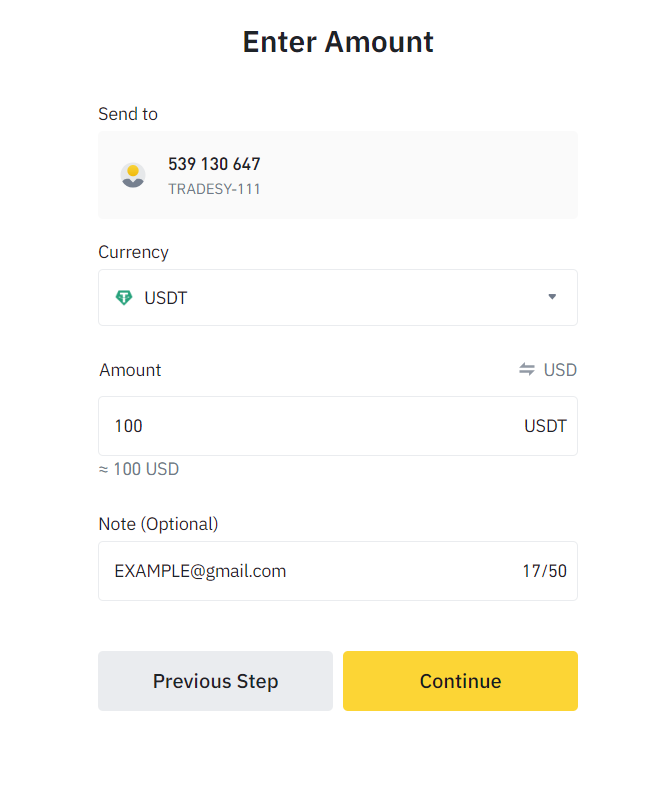 Enter Amount
Send to
539 130 647
TRADESY-111
Currency
USDT
Amount
USD
100
USDT
≈ 100 USD
Note (Optional)
EXAMPLE@gmail.com
17/50
Previous Step
Continue